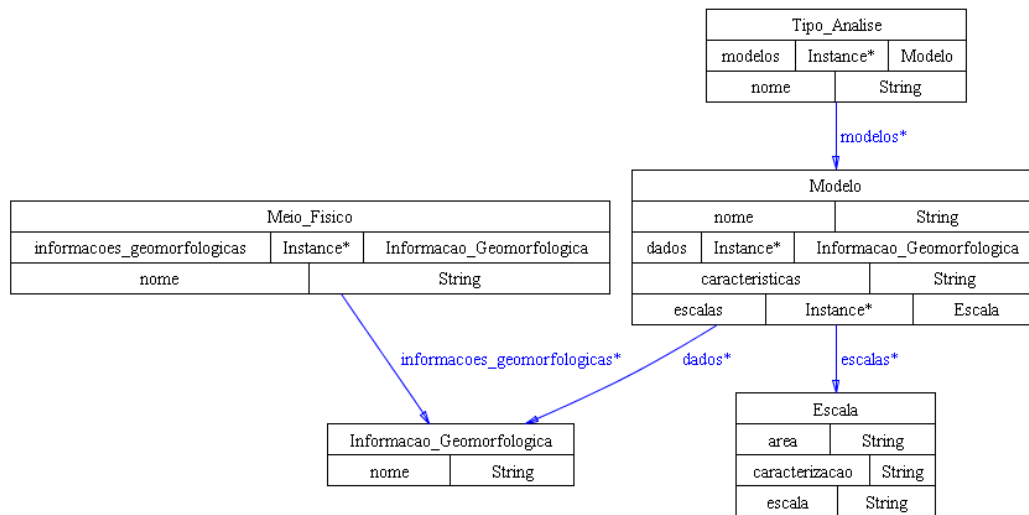 Tipo_Analise
modelos Instance* Modelo
nome String
modelos*
Modelo
nome String
dados Instance* Informacao_Geomorfologica
caracteristicas String
escalas Instance* Escala
Meio_Fisico
informacoes_geomorfologicas Instance* Informacao_Geomorfologica
nome String
informacoes_geomorfologicas*
dados*
escalas*
Informacao_Geomorfologica
nome String
Escala
area String
caracterizacao String
escala String